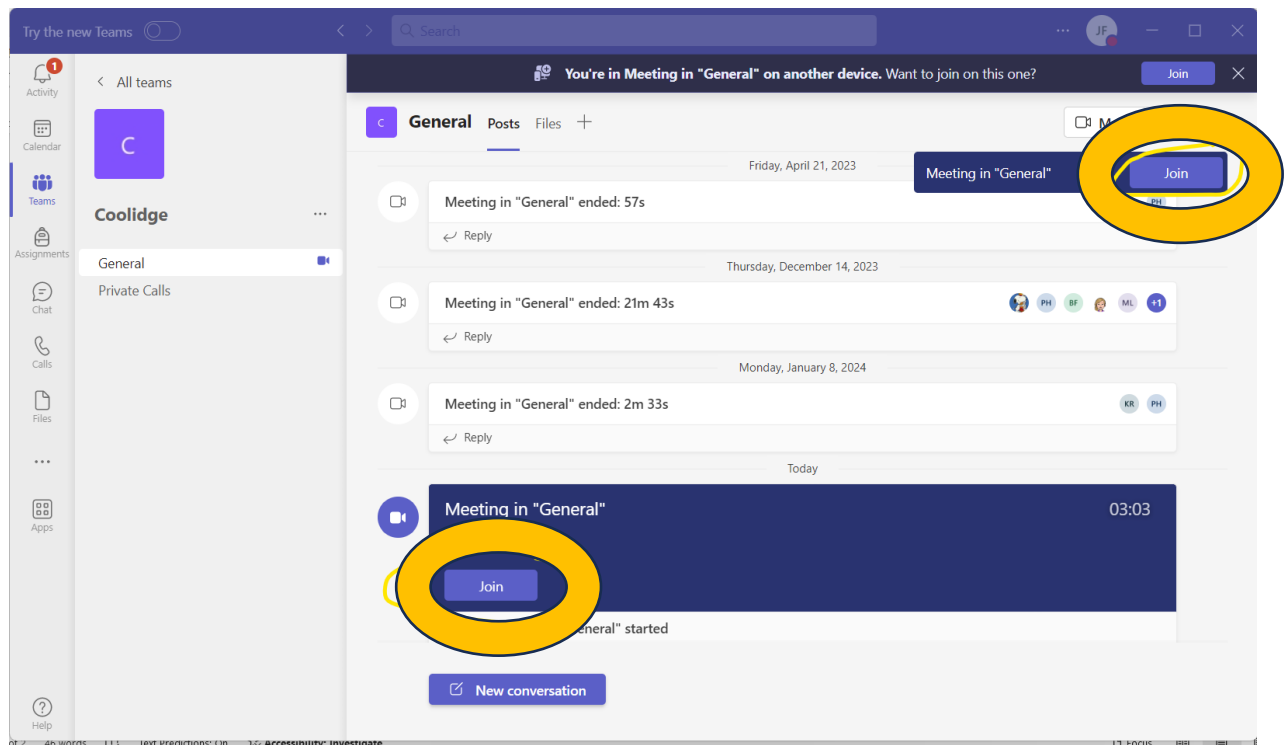 Try the new Teams
Search
JF
1
Activity
Calendar
Teams
Assignments
Chat
Calls
Files
Apps
Help
All teams
C
Coolidge
General
Private Calls
You're in Meeting in "General" on another device. Want to join on this one? Join
C General Posts Files
Friday, April 21, 2023
Meeting in "General" Join
Meeting in "General" ended: 57s
PH
Reply
Thursday, December 14, 2023
Meeting in "General" ended: 21m 43s PH BF ML +1
Reply
Monday, January 8, 2024
Meeting in "General" ended: 2m 33s KR PH
Reply
Today
Meeting in "General" 03:03
Join
started
New conversation
46 words Text Predictions: On Accessibility: Investigate Focus